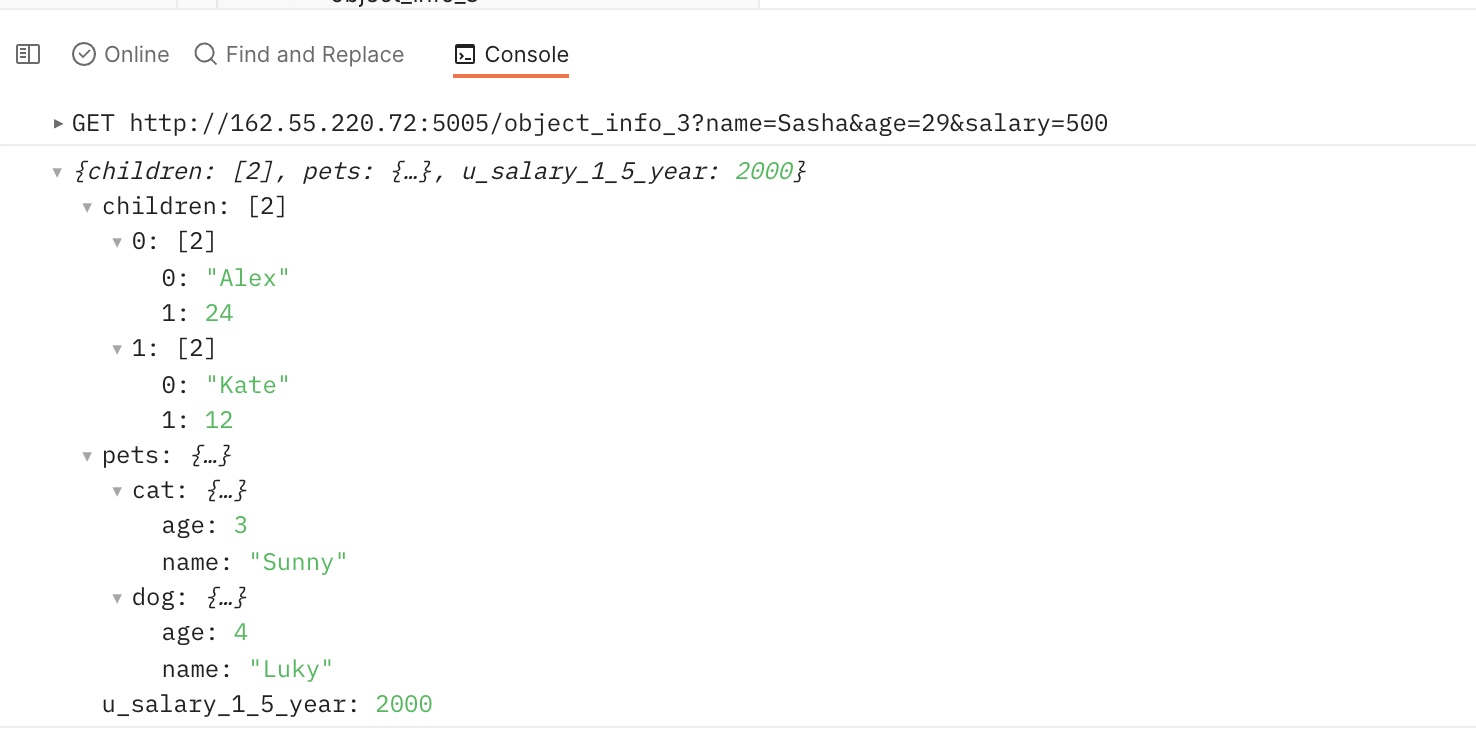 Online Find and Replace Console
GET http://162.55.220.72:5005/object_info_3?name=Sasha&age=29&salary=500
{children: [2], pets: {…}, u_salary_1_5_year: 2000}
children: [2]
0: [2]
0: "Alex"
1: 24
1: [2]
0: "Kate"
1: 12
pets: {…}
cat: {…}
age: 3
name: "Sunny"
dog: {…}
age: 4
name: "Luky"
u_salary_1_5_year: 2000